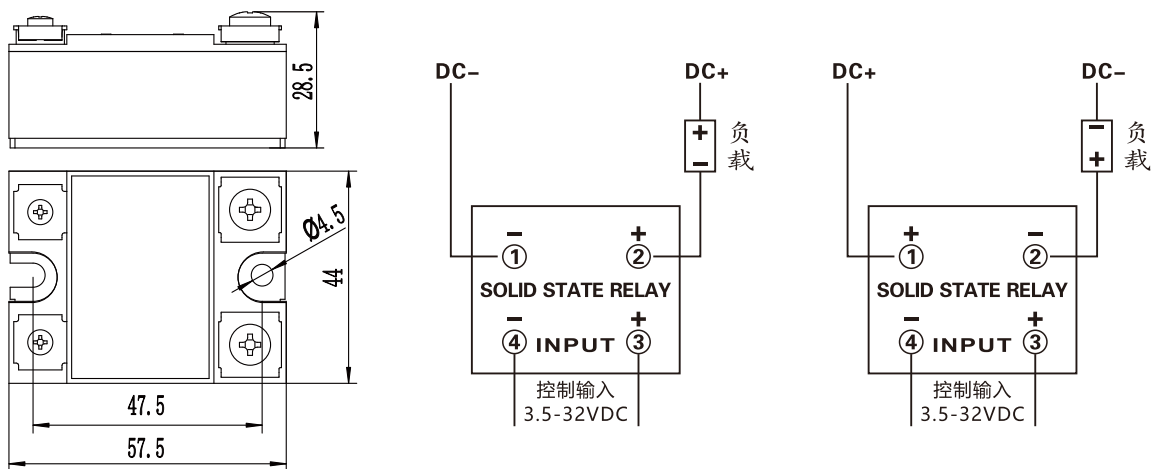 28.5
Ø4.5
44
47.5
57.5
DC-
DC+
+
-
负
载
-
+
①
②
SOLID STATE RELAY
-
+
④ INPUT ③
控制输入
3.5-32VDC
DC+
DC-
-
+
负
载
+
-
①
②
SOLID STATE RELAY
-
+
④ INPUT ③
控制输入
3.5-32VDC